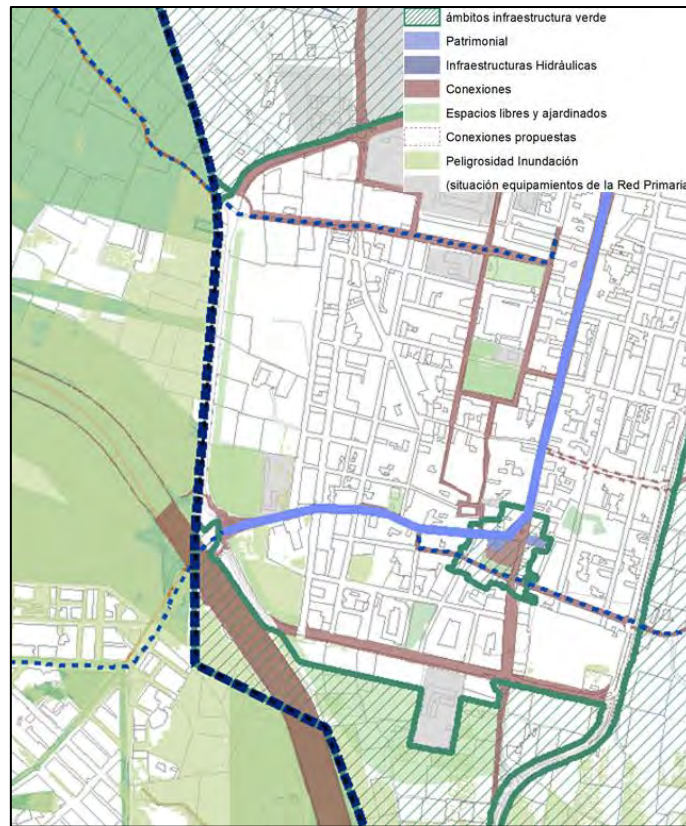 ámbitos infraestructura verde
Patrimonial
Infraestructuras Hidráulicas
Conexiones
Espacios libres y ajardinados
Conexiones propuestas
Peligrosidad Inundación
(situación equipamientos de la Red Primaria